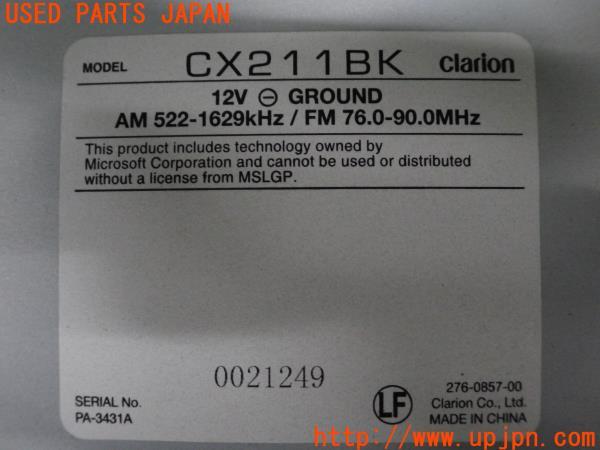 USED PARTS JAPAN
MODEL CX211BK clarion
12V ⊖ GROUND
AM 522-1629kHz / FM 76.0-90.0MHz
This product includes technology owned by
Microsoft Corporation and cannot be used or distributed
without a license from MSLGP.
0021249
SERIAL No.
PA-3431A
LF
276-0857-00
Clarion Co., Ltd.
MADE IN CHINA
http://www.upjpn.com